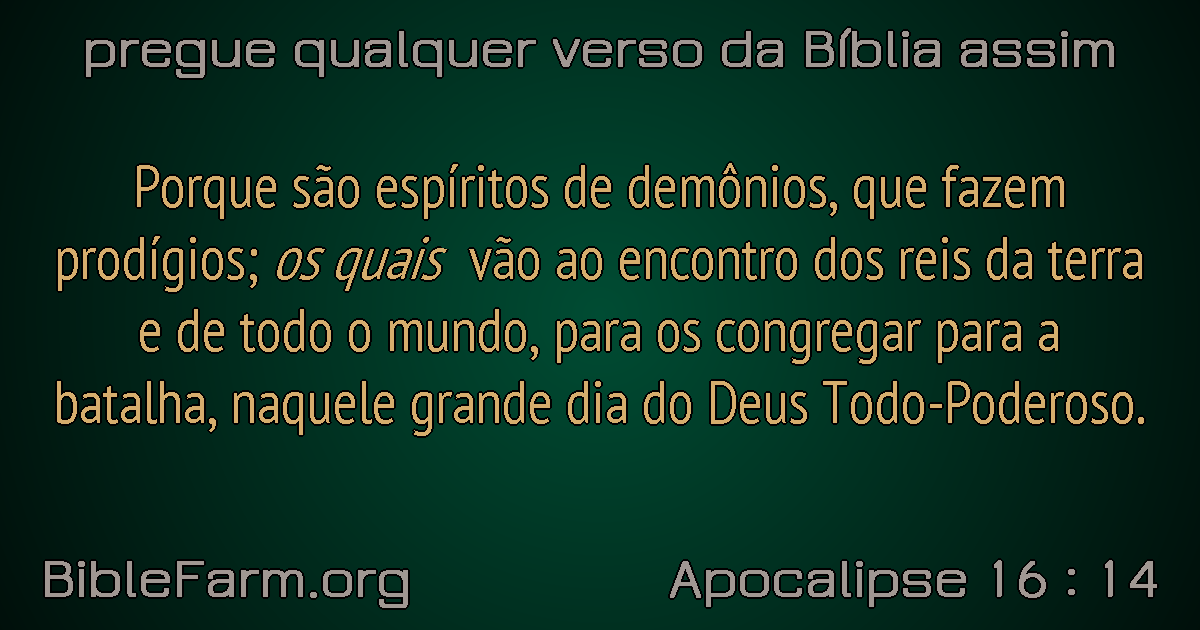 pregue qualquer verso da Bíblia assim
Porque são espíritos de demônios, que fazem
prodígios; os quais vão ao encontro dos reis da terra
e de todo o mundo, para os congregar para a
batalha, naquele grande dia do Deus Todo-Poderoso.
BibleFarm.org
Apocalipse 16 : 14